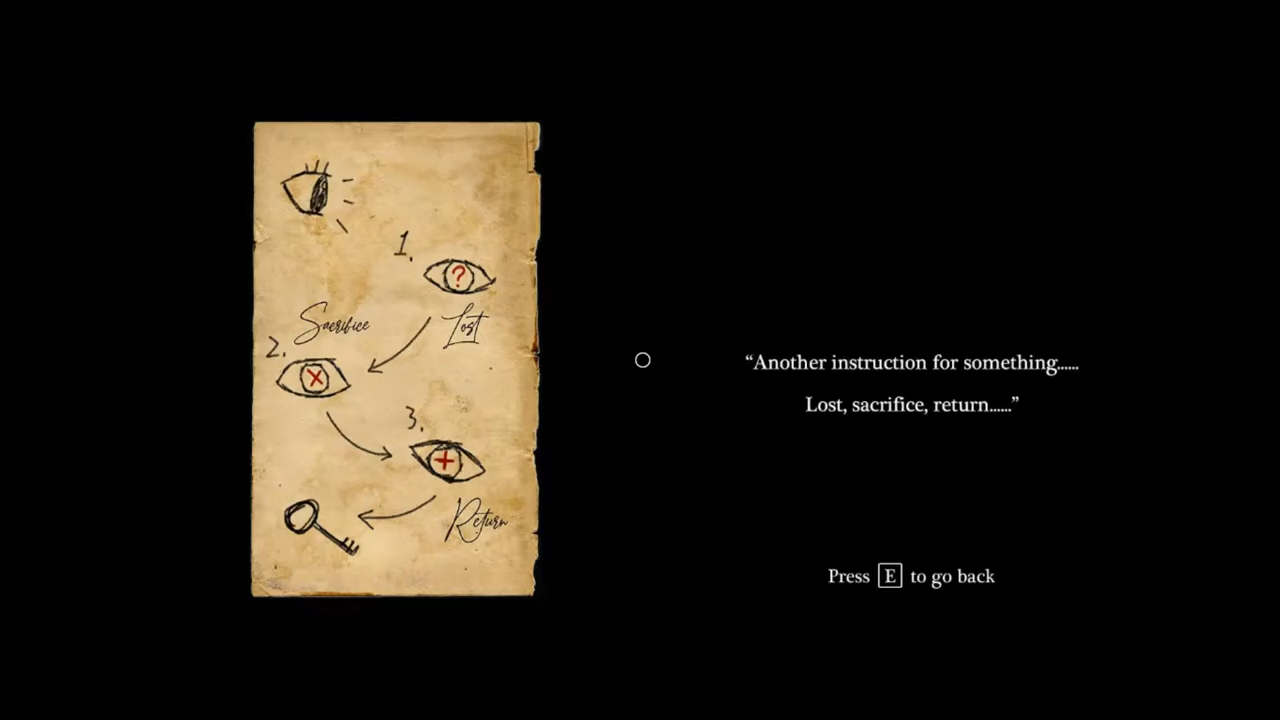 1.
?
Sacrifice
Lost
2.
3.
Return
“Another instruction for something......
Lost, sacrifice, return......”
Press E to go back